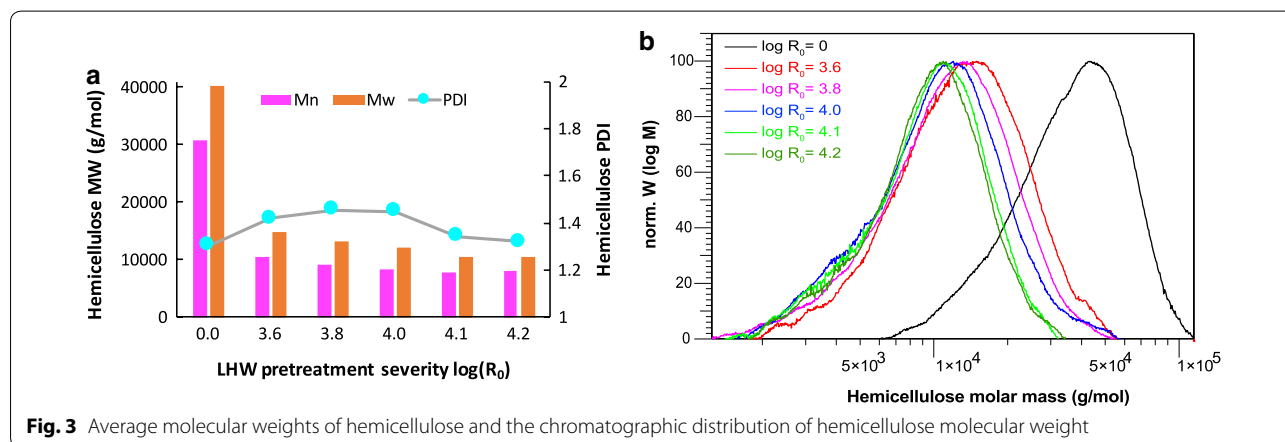 a
Hemicellulose MW (g/mol)
40000
30000
20000
10000
0
Mn Mw PDI
2
1.8
1.6
1.4
1.2
1
Hemicellulose PDI
0.0 3.6 3.8 4.0 4.1 4.2
LHW pretreatment severity log(R₀)
b
norm. W (log M)
100
80
60
40
20
0
log R₀= 0
log R₀= 3.6
log R₀= 3.8
log R₀= 4.0
log R₀= 4.1
log R₀= 4.2
5×10³ 1×10⁴ 5×10⁴ 1×10⁵
Hemicellulose molar mass (g/mol)
Fig. 3 Average molecular weights of hemicellulose and the chromatographic distribution of hemicellulose molecular weight